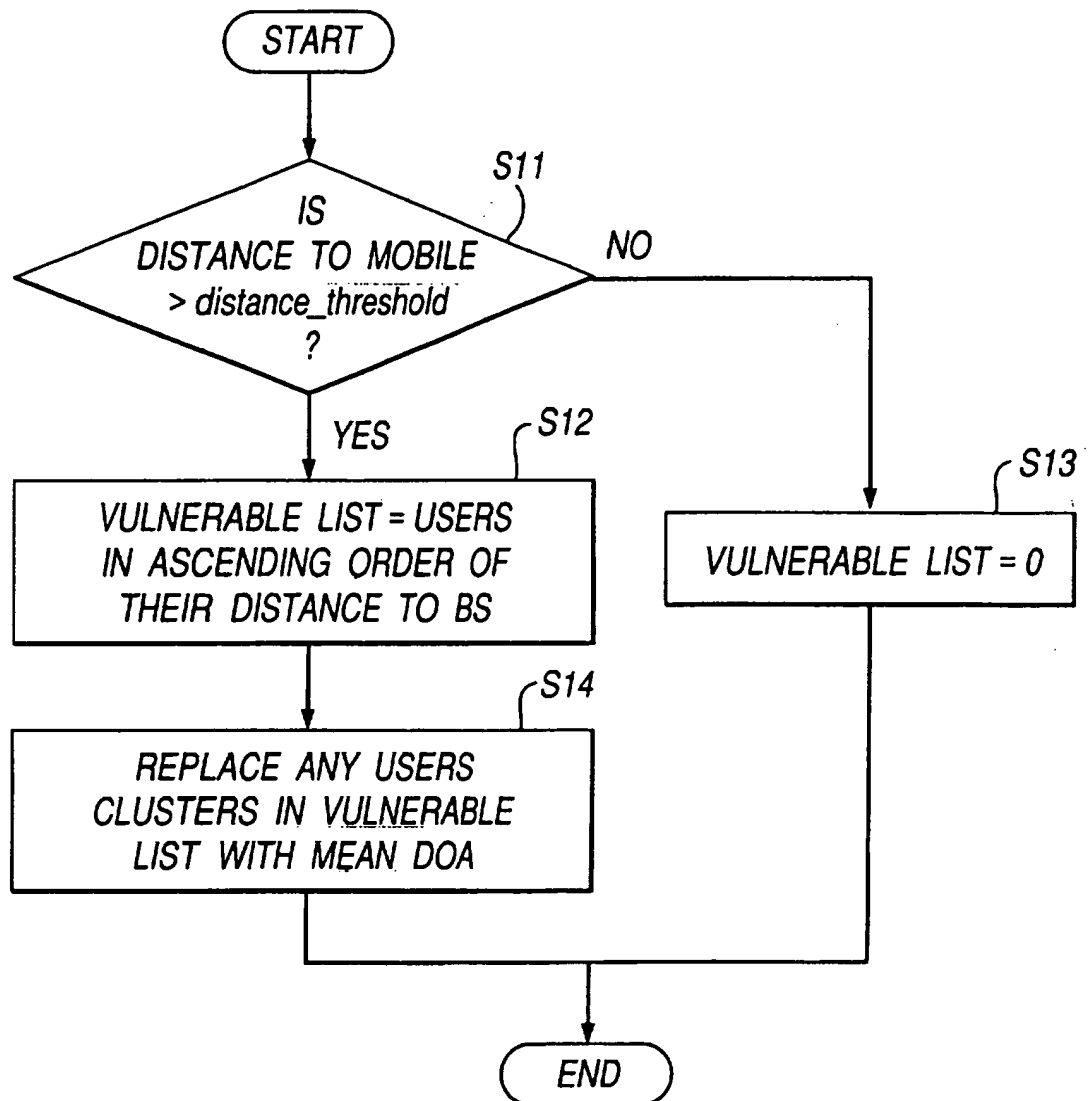 START
S11
IS
DISTANCE TO MOBILE
> distance_threshold
?
NO
YES
S12
VULNERABLE LIST = USERS
IN ASCENDING ORDER OF
THEIR DISTANCE TO BS
S13
VULNERABLE LIST = 0
S14
REPLACE ANY USERS
CLUSTERS IN VULNERABLE
LIST WITH MEAN DOA
END